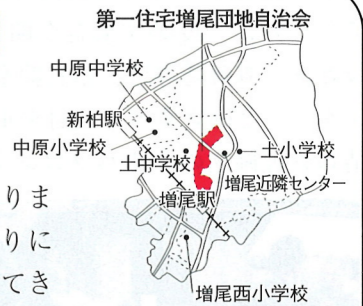 第一住宅増尾団地自治会
中原中学校
新柏駅
中原小学校
土中学校
土小学校
増尾近隣センター
増尾駅
増尾西小学校
まにき
りりて